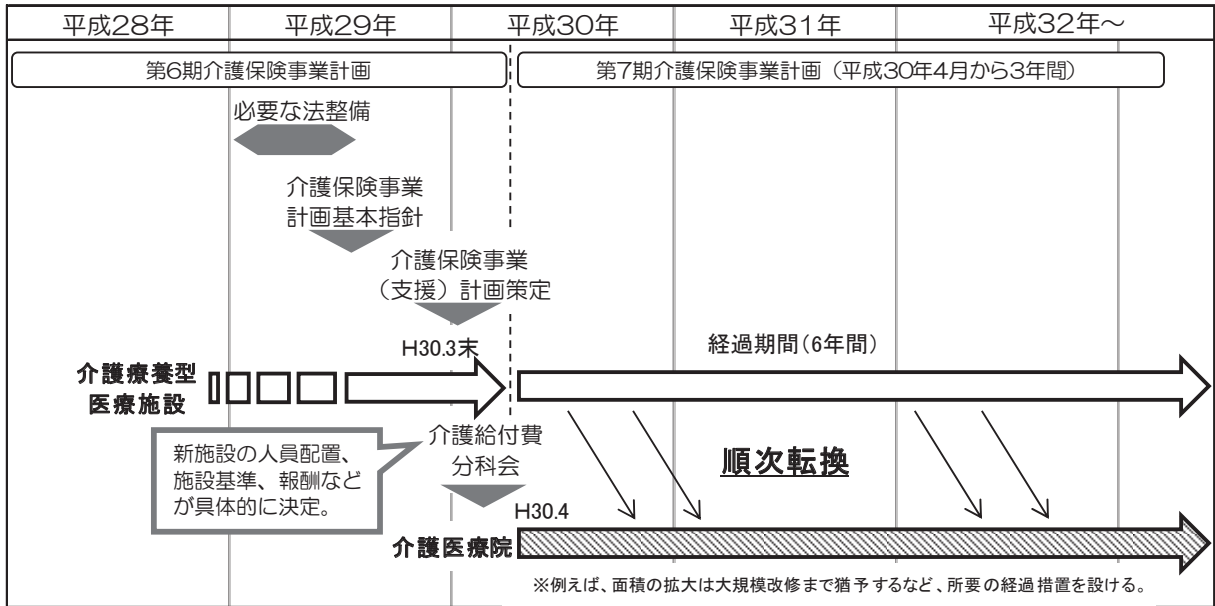 平成28年
平成29年
平成30年
平成31年
平成32年～
第6期介護保険事業計画
第7期介護保険事業計画（平成30年4月から3年間）
必要な法整備
介護保険事業
計画基本指針
介護保険事業
（支援）計画策定
H30.3末
経過期間（6年間）
介護療養型
医療施設
新施設の人員配置、
施設基準、報酬など
が具体的に決定。
介護給付費
分科会
順次転換
H30.4
介護医療院
※例えば、面積の拡大は大規模改修まで猶予するなど、所要の経過措置を設ける。